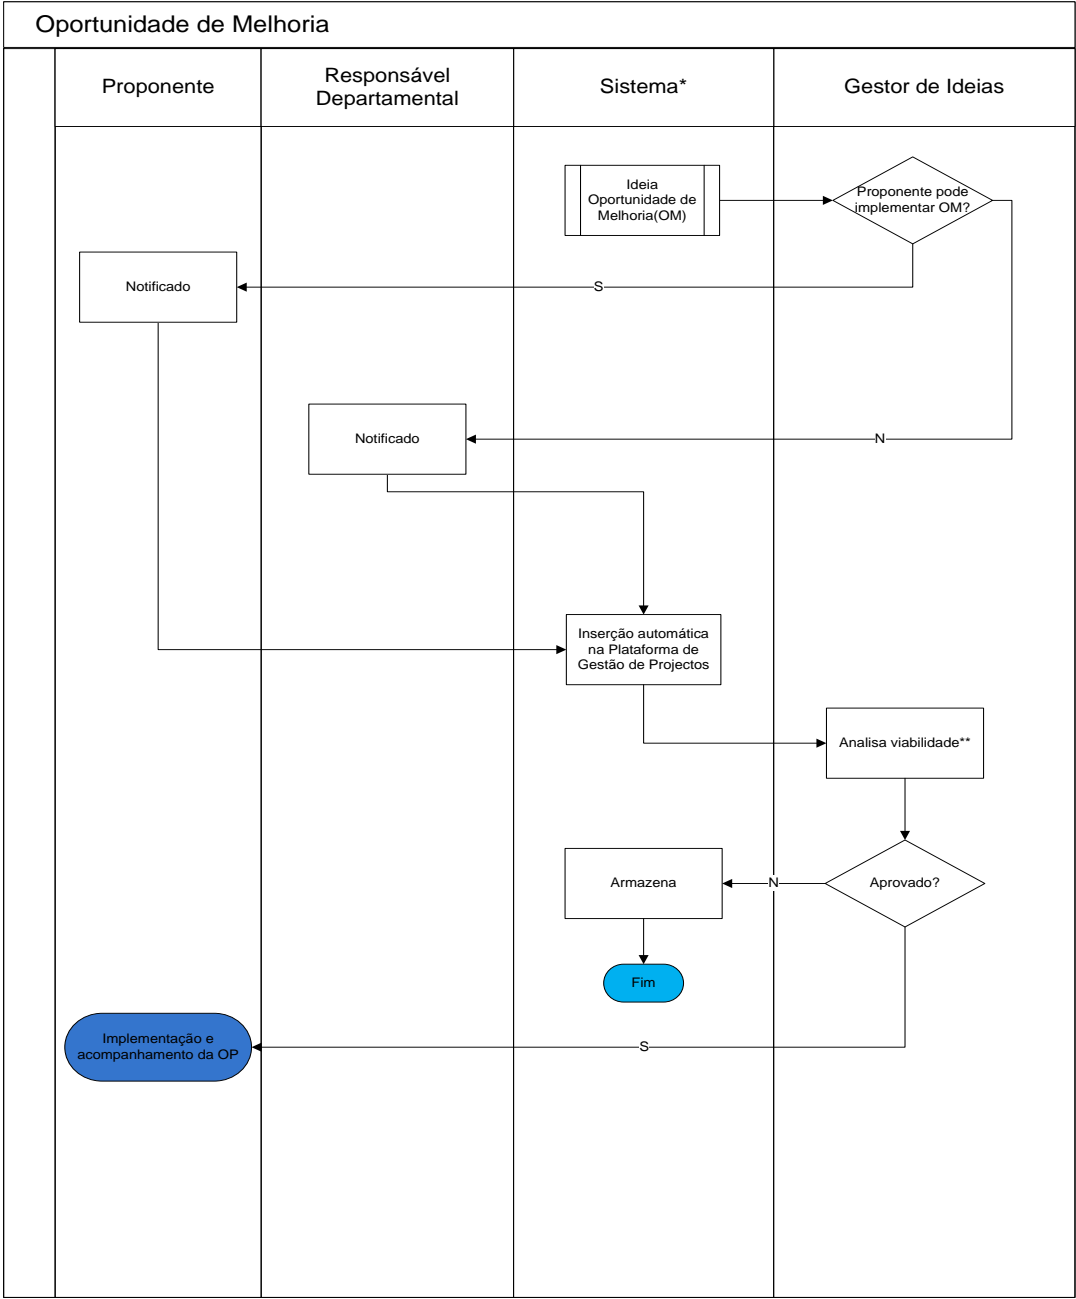 Oportunidade de Melhoria
Proponente
Responsável
Departamental
Sistema*
Gestor de Ideias
Ideia
Oportunidade de
Melhoria(OM)
Proponente pode
implementar OM?
Notificado
S
Notificado
N
Inserção automática
na Plataforma de
Gestão de Projectos
Analisa viabilidade**
Armazena
N
Aprovado?
Fim
Implementação e
acompanhamento da OP
S